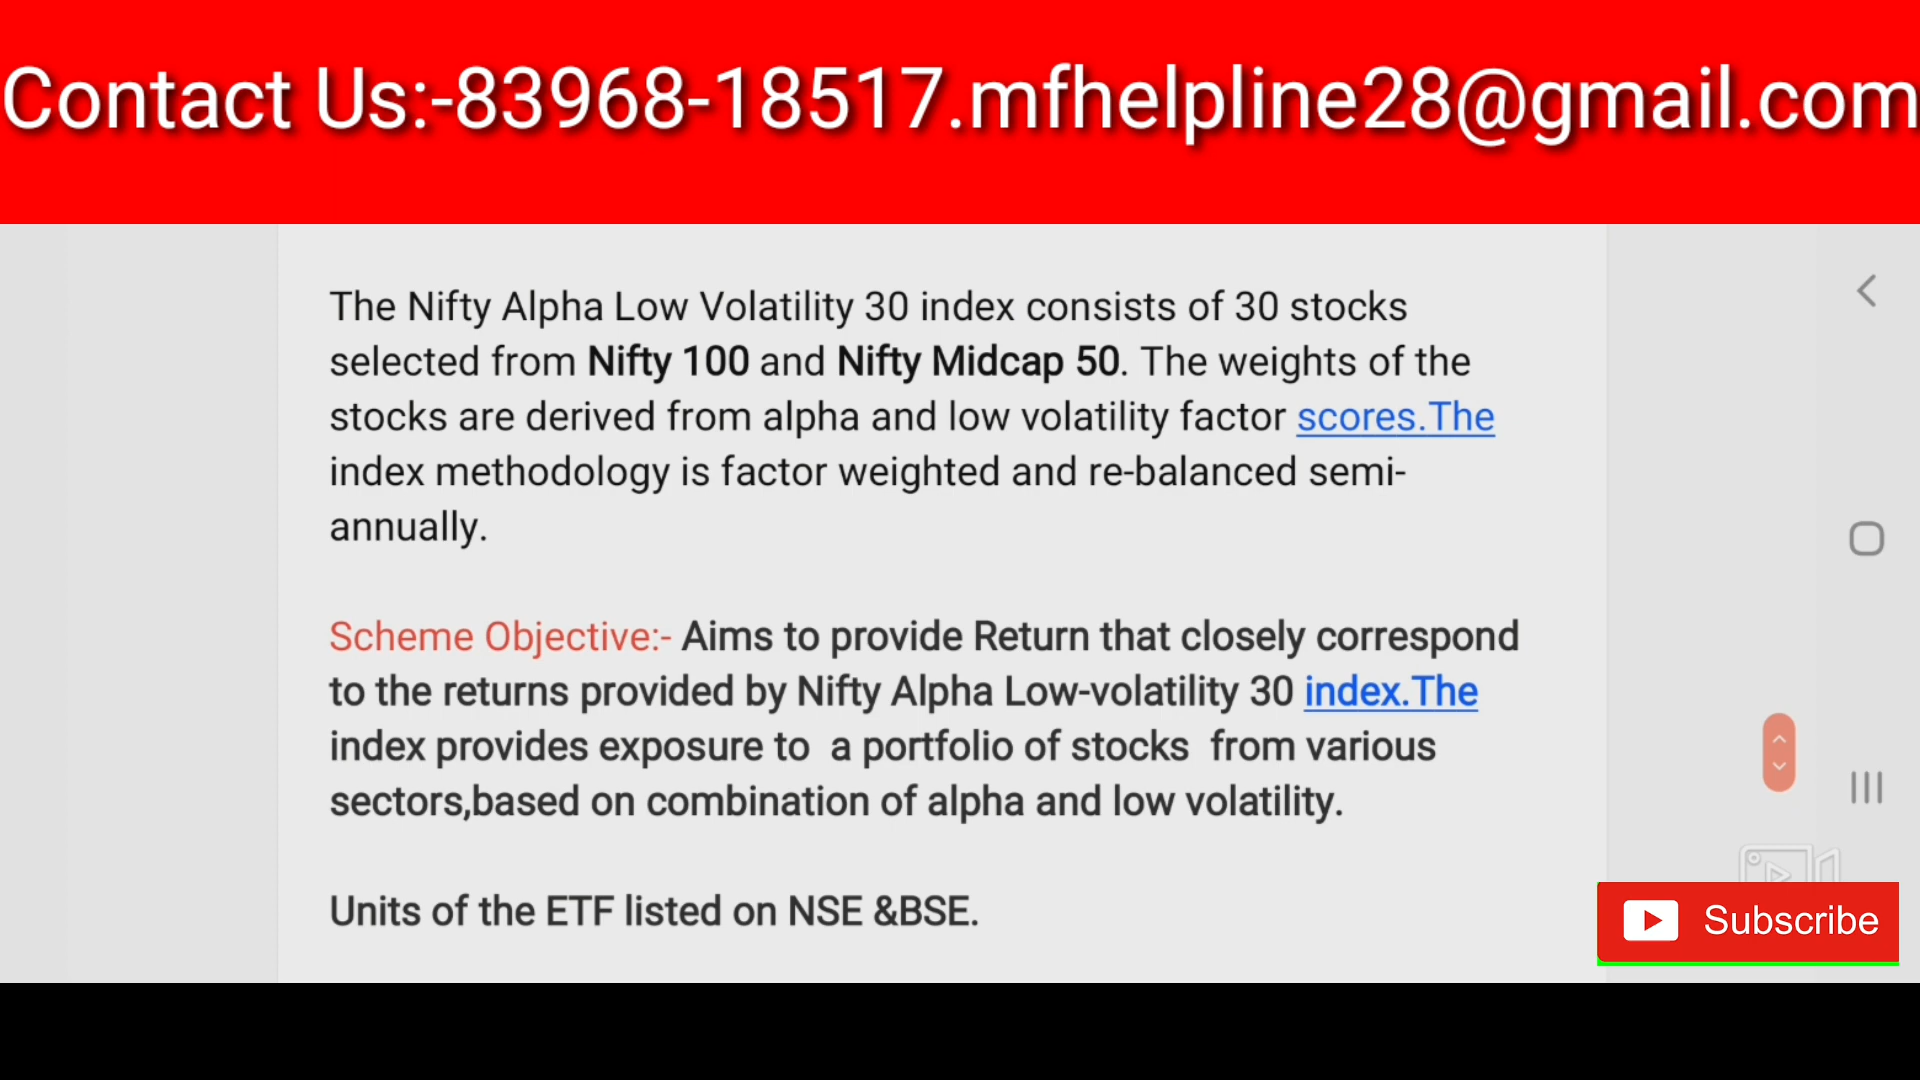 Contact Us:-83968-18517.mfhelpline28@gmail.com
The Nifty Alpha Low Volatility 30 index consists of 30 stocks
selected from Nifty 100 and Nifty Midcap 50. The weights of the
stocks are derived from alpha and low volatility factor scores.The
index methodology is factor weighted and re-balanced semi-
annually.
Scheme Objective:- Aims to provide Return that closely correspond
to the returns provided by Nifty Alpha Low-volatility 30 index.The
index provides exposure to  a portfolio of stocks  from various
sectors,based on combination of alpha and low volatility.
Units of the ETF listed on NSE &BSE.
Subscribe